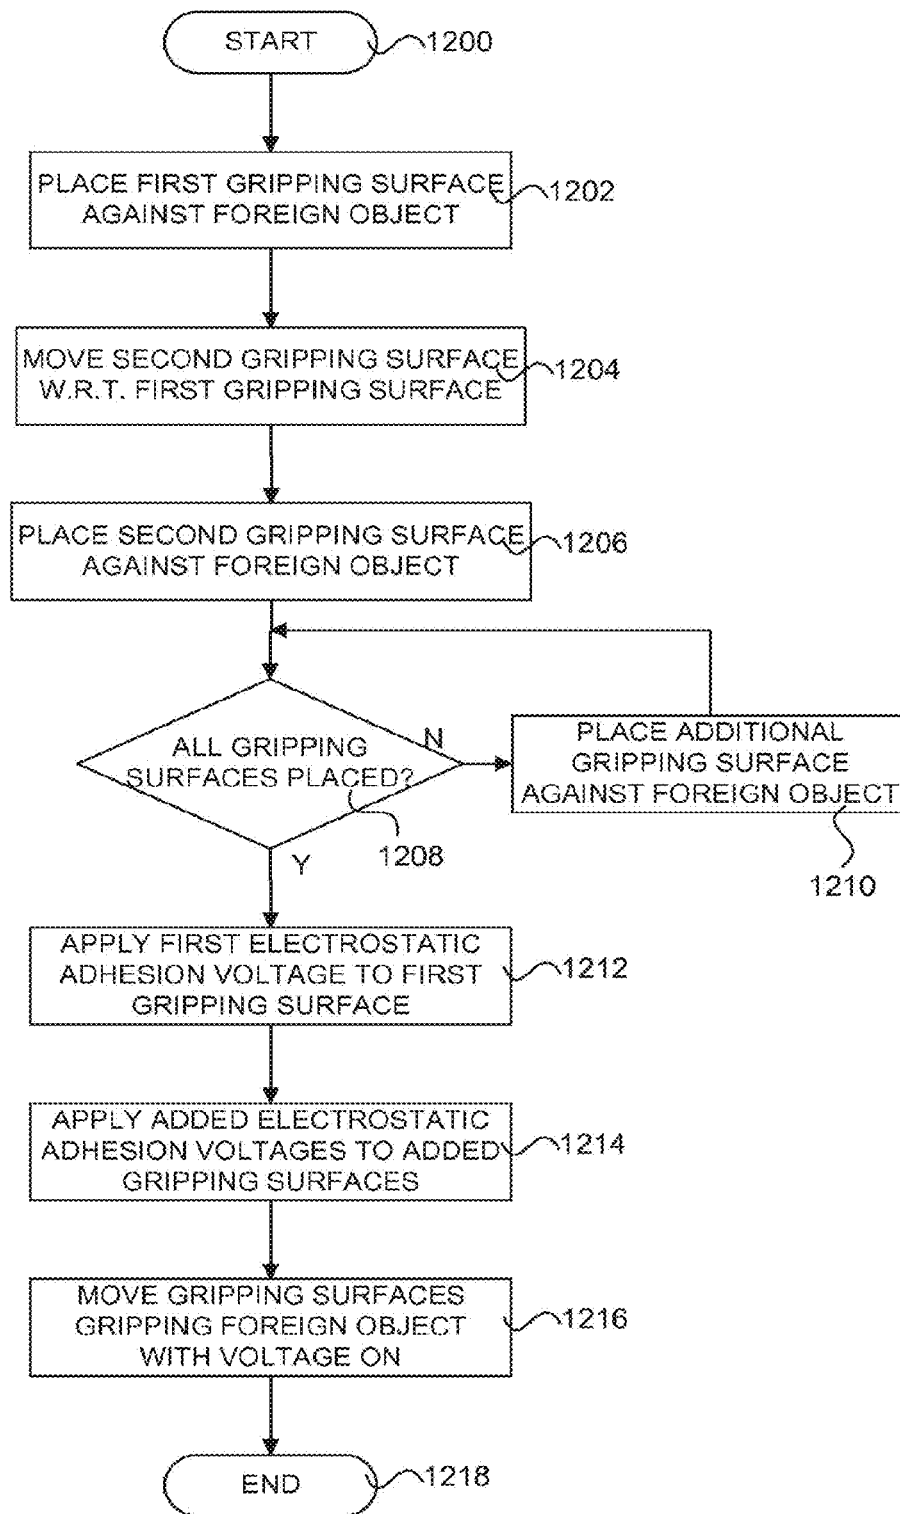 START
1200
PLACE FIRST GRIPPING SURFACE
AGAINST FOREIGN OBJECT
1202
MOVE SECOND GRIPPING SURFACE
W.R.T. FIRST GRIPPING SURFACE
1204
PLACE SECOND GRIPPING SURFACE
AGAINST FOREIGN OBJECT
1206
ALL GRIPPING
SURFACES PLACED?
1208
N
PLACE ADDITIONAL
GRIPPING SURFACE
AGAINST FOREIGN OBJECT
1210
Y
APPLY FIRST ELECTROSTATIC
ADHESION VOLTAGE TO FIRST
GRIPPING SURFACE
1212
APPLY ADDED ELECTROSTATIC
ADHESION VOLTAGES TO ADDED
GRIPPING SURFACES
1214
MOVE GRIPPING SURFACES
GRIPPING FOREIGN OBJECT
WITH VOLTAGE ON
1216
END
1218